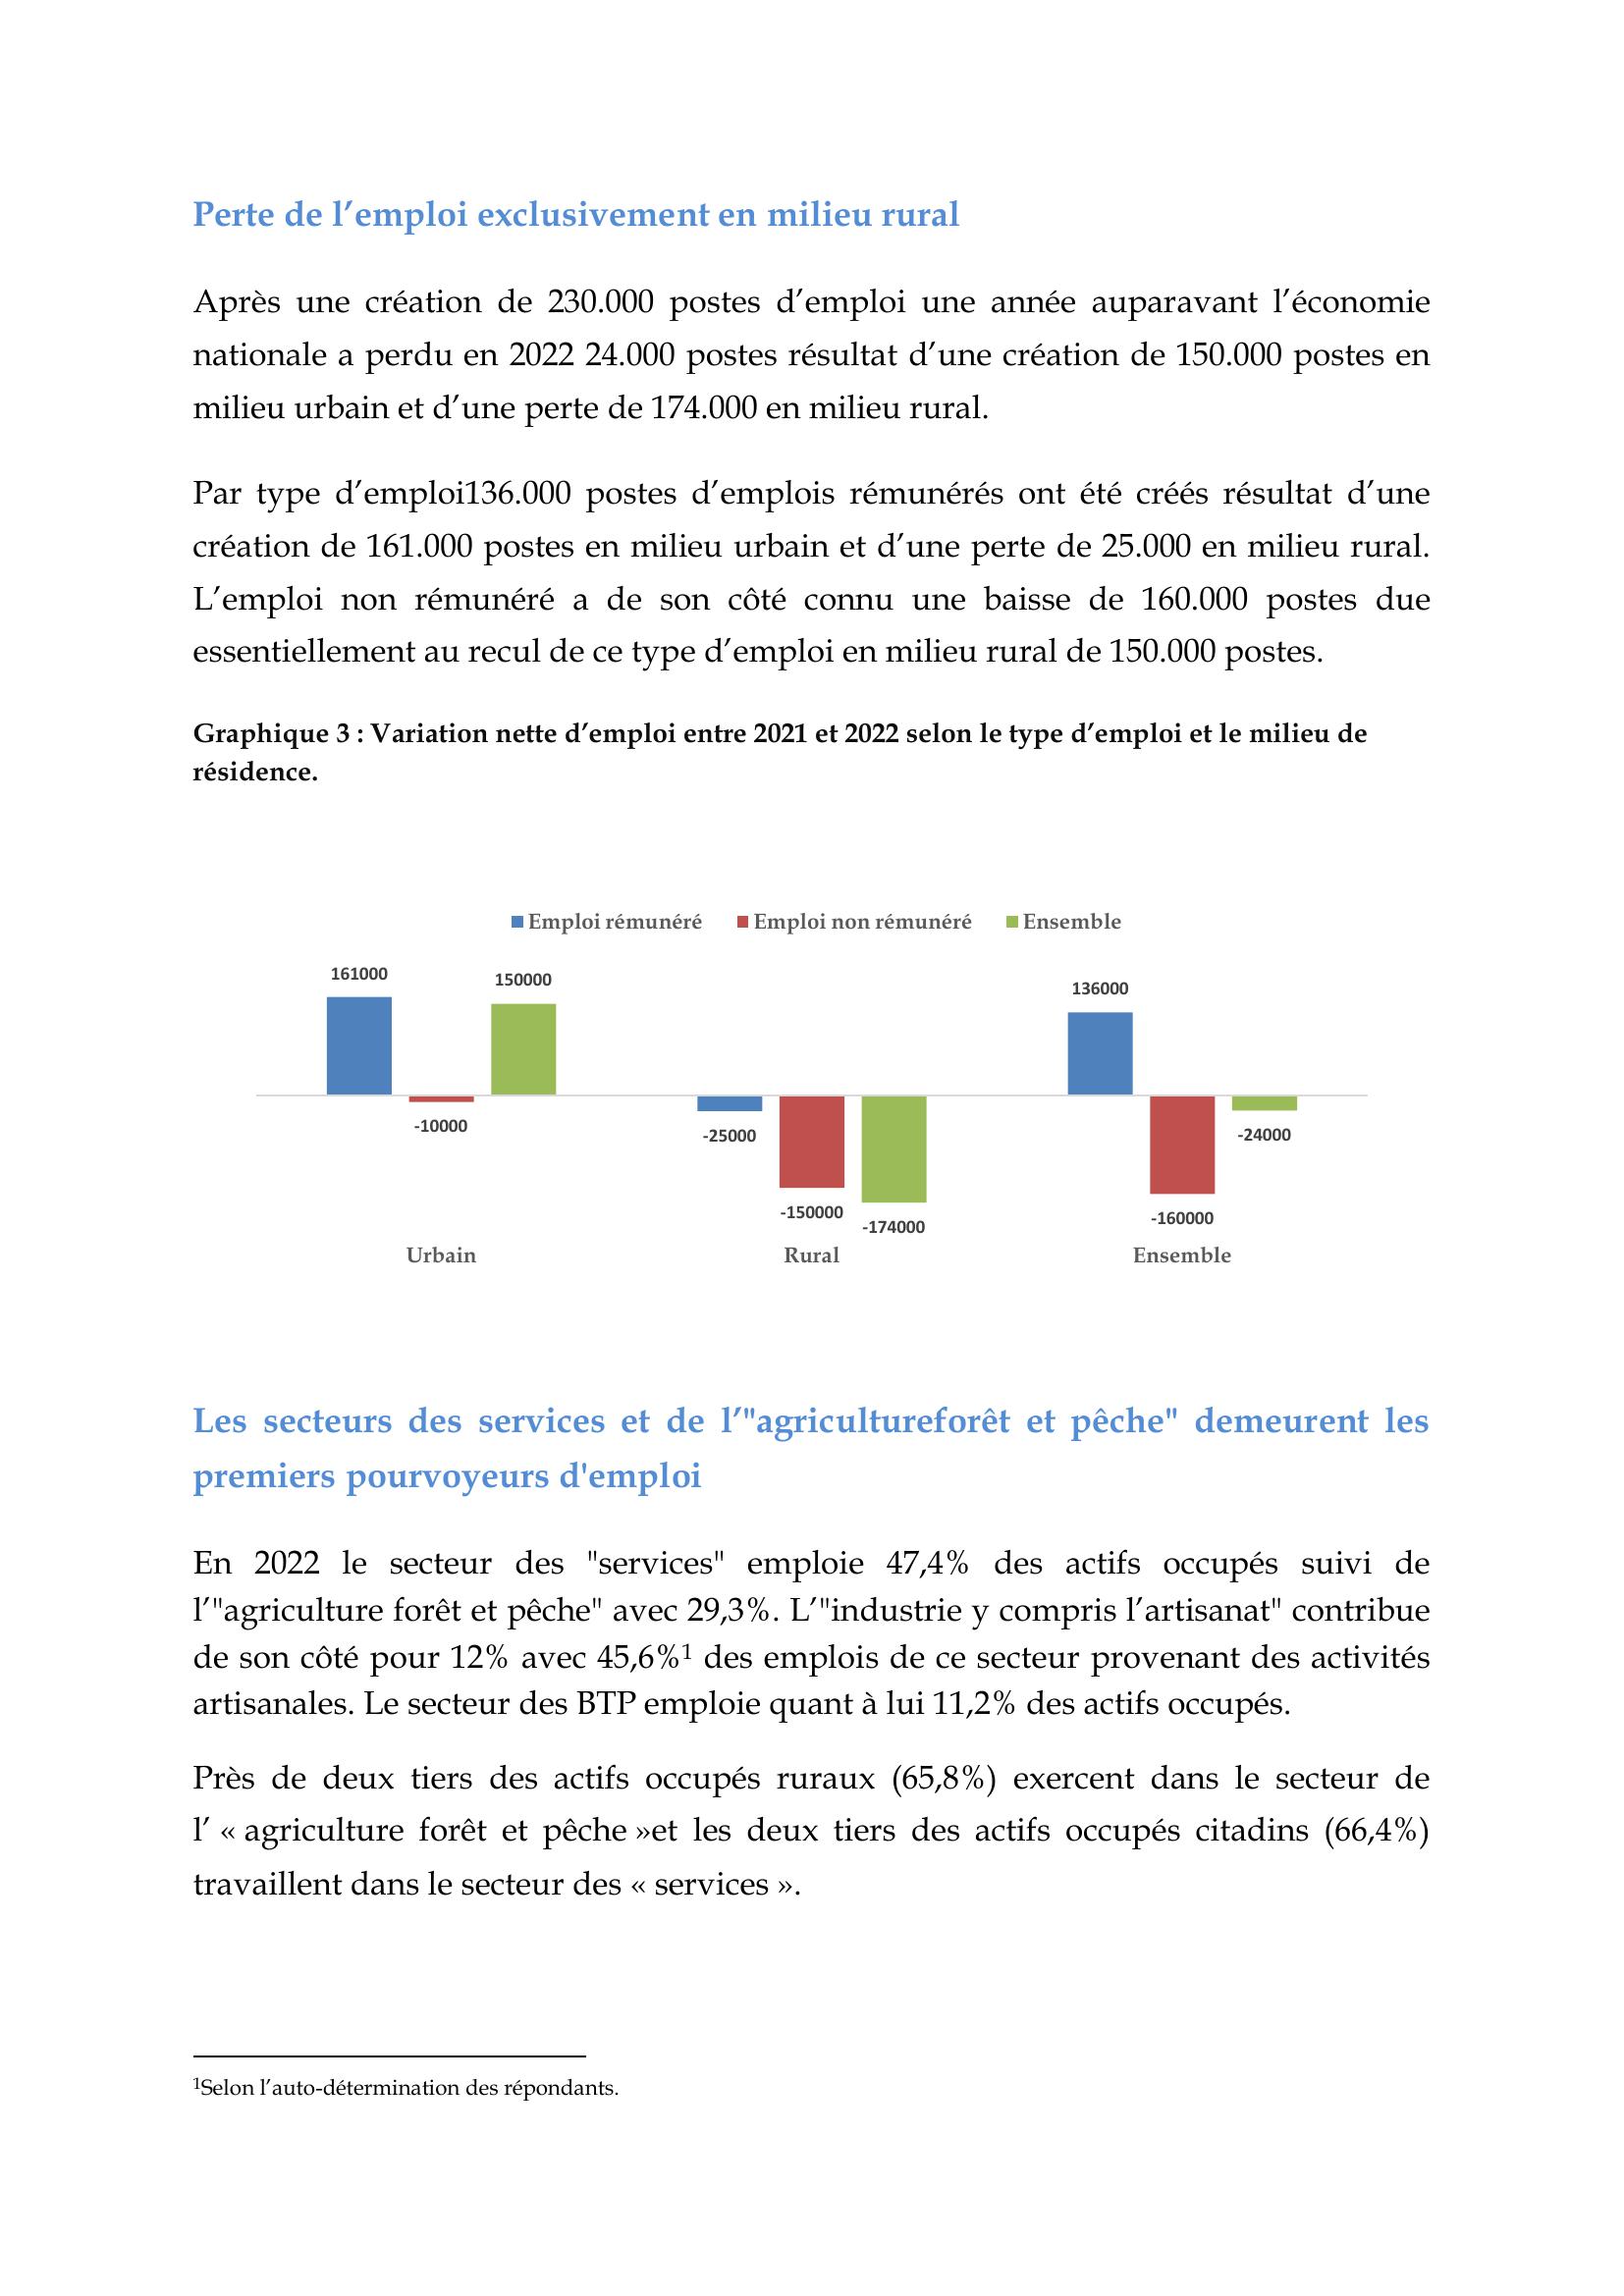 Perte de l’emploi exclusivement en milieu rural
Après une création de 230.000 postes d’emploi une année auparavant l’économie
nationale a perdu en 2022 24.000 postes résultat d’une création de 150.000 postes en
milieu urbain et d’une perte de 174.000 en milieu rural.
Par type d’emploi136.000 postes d’emplois rémunérés ont été créés résultat d’une
création de 161.000 postes en milieu urbain et d’une perte de 25.000 en milieu rural.
L’emploi non rémunéré a de son côté connu une baisse de 160.000 postes due
essentiellement au recul de ce type d’emploi en milieu rural de 150.000 postes.
Graphique 3 : Variation nette d’emploi entre 2021 et 2022 selon le type d’emploi et le milieu de
résidence.
Emploi rémunéré Emploi non rémunéré Ensemble
161000
150000
136000
-10000
-25000
-24000
-150000
-160000
-174000
Urbain Rural Ensemble
Les secteurs des services et de l’"agricultureforêt et pêche" demeurent les
premiers pourvoyeurs d'emploi
En 2022 le secteur des "services" emploie 47,4% des actifs occupés suivi de
l’"agriculture forêt et pêche" avec 29,3%. L’"industrie y compris l’artisanat" contribue
de son côté pour 12% avec 45,6%¹ des emplois de ce secteur provenant des activités
artisanales. Le secteur des BTP emploie quant à lui 11,2% des actifs occupés.
Près de deux tiers des actifs occupés ruraux (65,8%) exercent dans le secteur de
l’ « agriculture forêt et pêche »et les deux tiers des actifs occupés citadins (66,4%)
travaillent dans le secteur des « services ».
¹Selon l’auto-détermination des répondants.